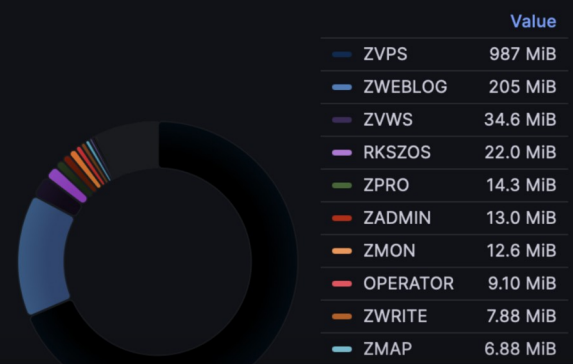 Value
ZVPS 987 MiB
ZWEBLOG 205 MiB
ZVWS 34.6 MiB
RKSZOS 22.0 MiB
ZPRO 14.3 MiB
ZADMIN 13.0 MiB
ZMON 12.6 MiB
OPERATOR 9.10 MiB
ZWRITE 7.88 MiB
ZMAP 6.88 MiB